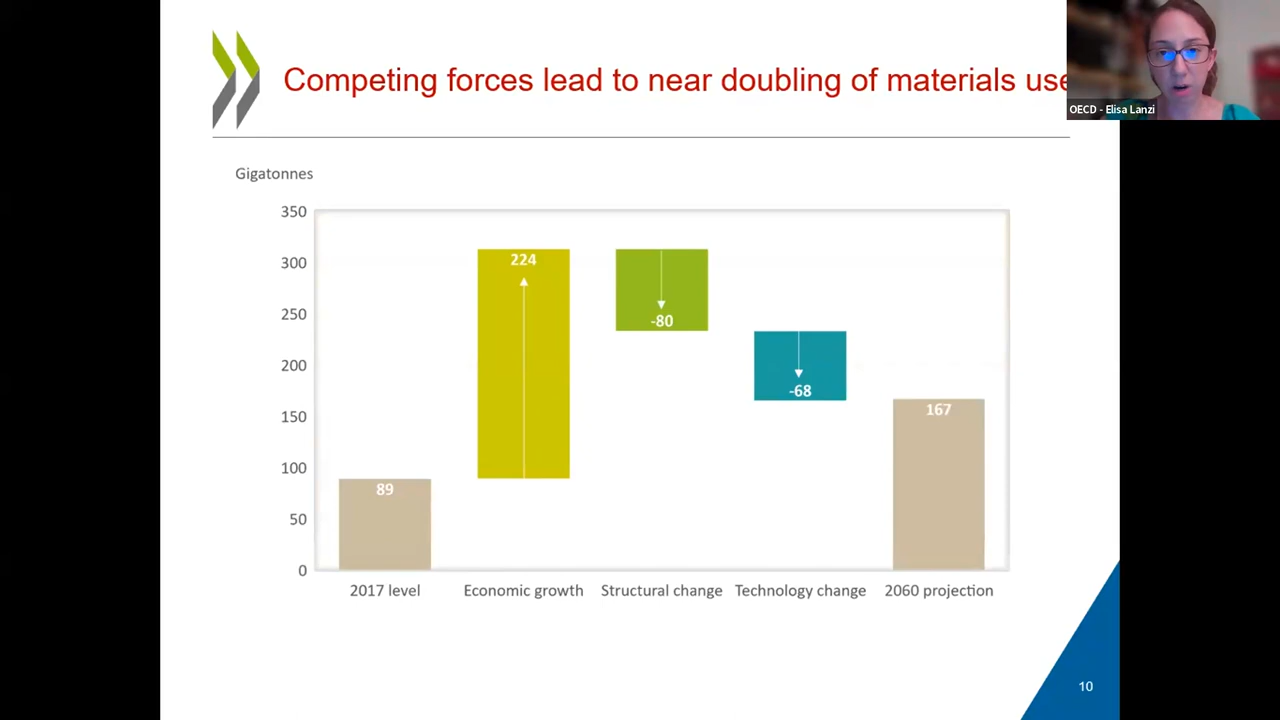 Competing forces lead to near doubling of materials use
OECD - Elisa Lanzi
Gigatonnes
350
300
250
200
150
100
50
0
224
-80
-68
167
89
2017 level
Economic growth
Structural change
Technology change
2060 projection
10